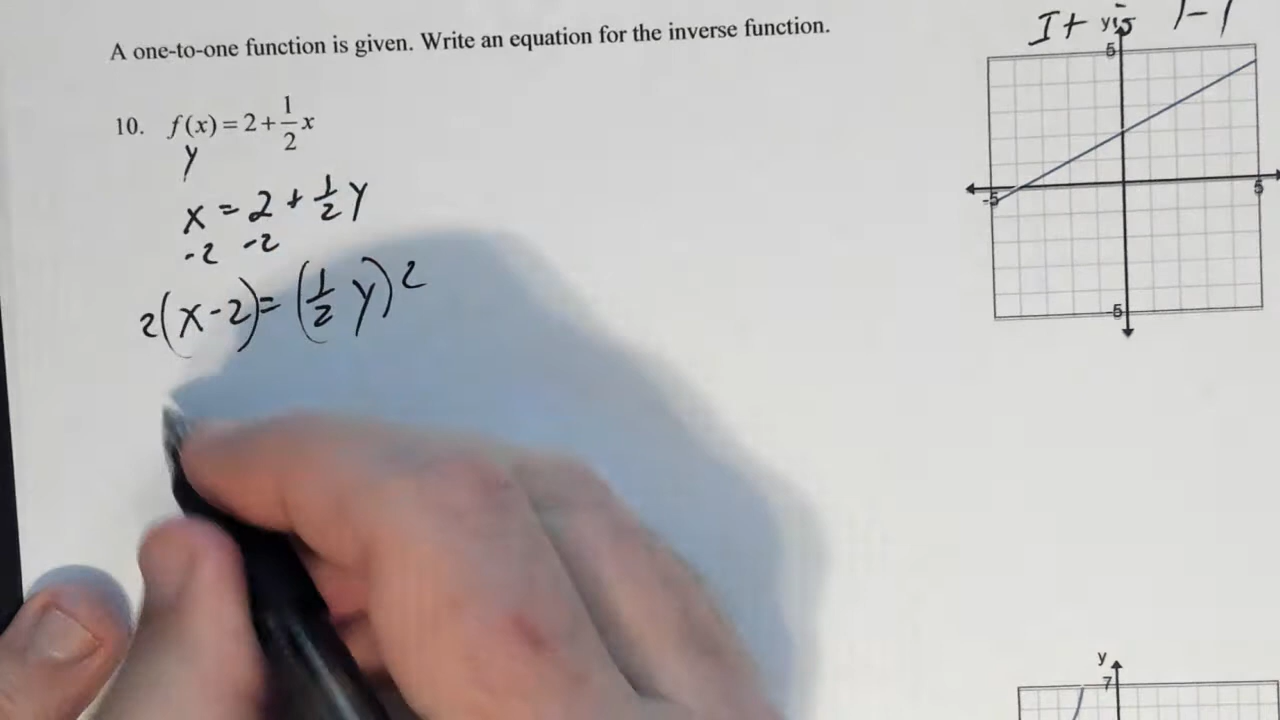 A one-to-one function is given. Write an equation for the inverse function.
It is 1-1
10. f(x) = 2 + 1/2 x
y
x = 2 + 1/2 y
-2 -2
2(x-2) = (1/2 y)2
5
-5
5
-5
y
7